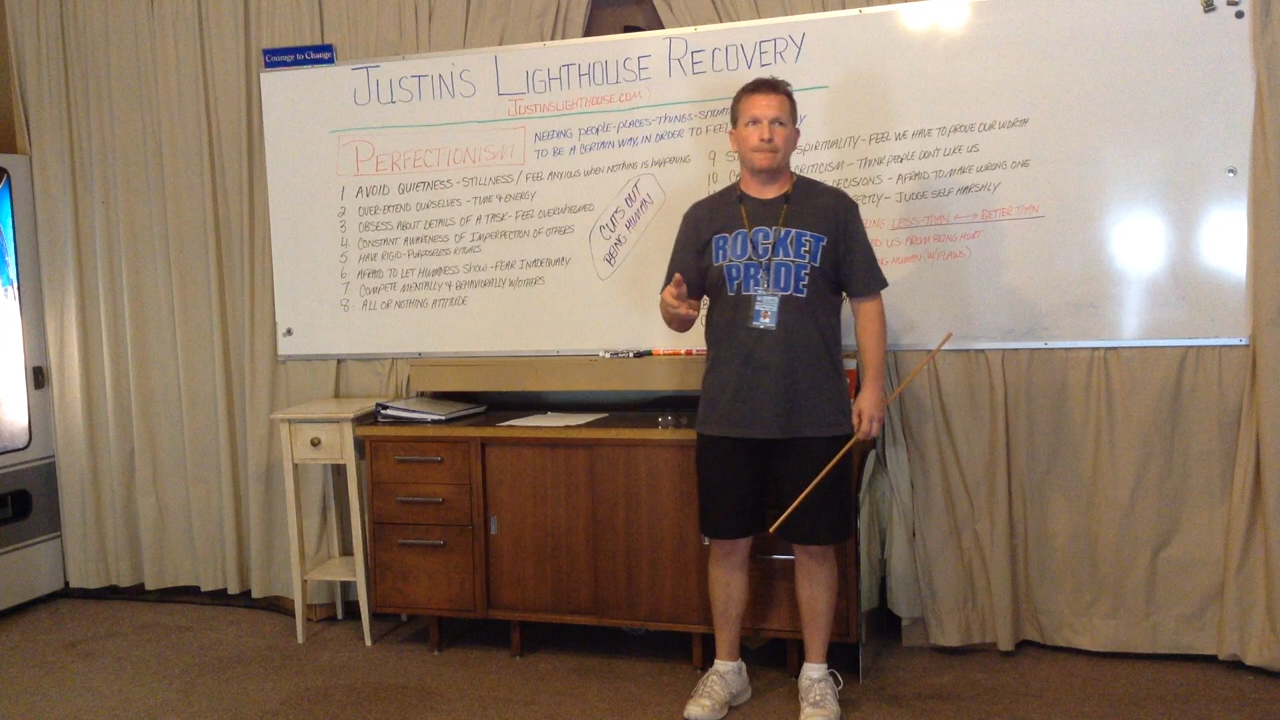 Courage to Change
JUSTIN'S LIGHTHOUSE RECOVERY
JUSTINSLIGHTHOUSE.COM
PERFECTIONISM
NEEDING PEOPLE-PLACES-THINGS-
TO BE A CERTAIN WAY, IN ORDER TO FEEL
1 AVOID QUIETNESS - STILLNESS / FEEL ANXIOUS WHEN NOTHING IS HAPPENING
2 OVER-EXTEND OURSELVES - TIME & ENERGY
3 OBSESS ABOUT DETAILS OF A TASK - FEEL OVERWHELMED
4 CONSTANT AWARENESS OF IMPERFECTION OF OTHERS
5 HAVE RIGID - PURPOSELESS RITUALS
6 AFRAID TO LET HUMNESS SHOW - FEAR INADEQUACY
7 COMPETE MENTALLY & BEHAVIORALLY W/OTHERS
8 ALL OR NOTHING ATTITUDE
CUTS OUT
BEING HUMAN
9 SPIRITUALITY - FEEL WE HAVE TO PROVE OUR WORTH
10 CRITICISM - THINK PEOPLE DON'T LIKE US
DECISIONS - AFRAID TO MAKE WRONG ONE
- JUDGE SELF HARSHLY
LESS-THAN ↔ BETTER THAN
US FROM BEING HURT
HUMAN (W/FLAWS)
ROCKET
PRIDE